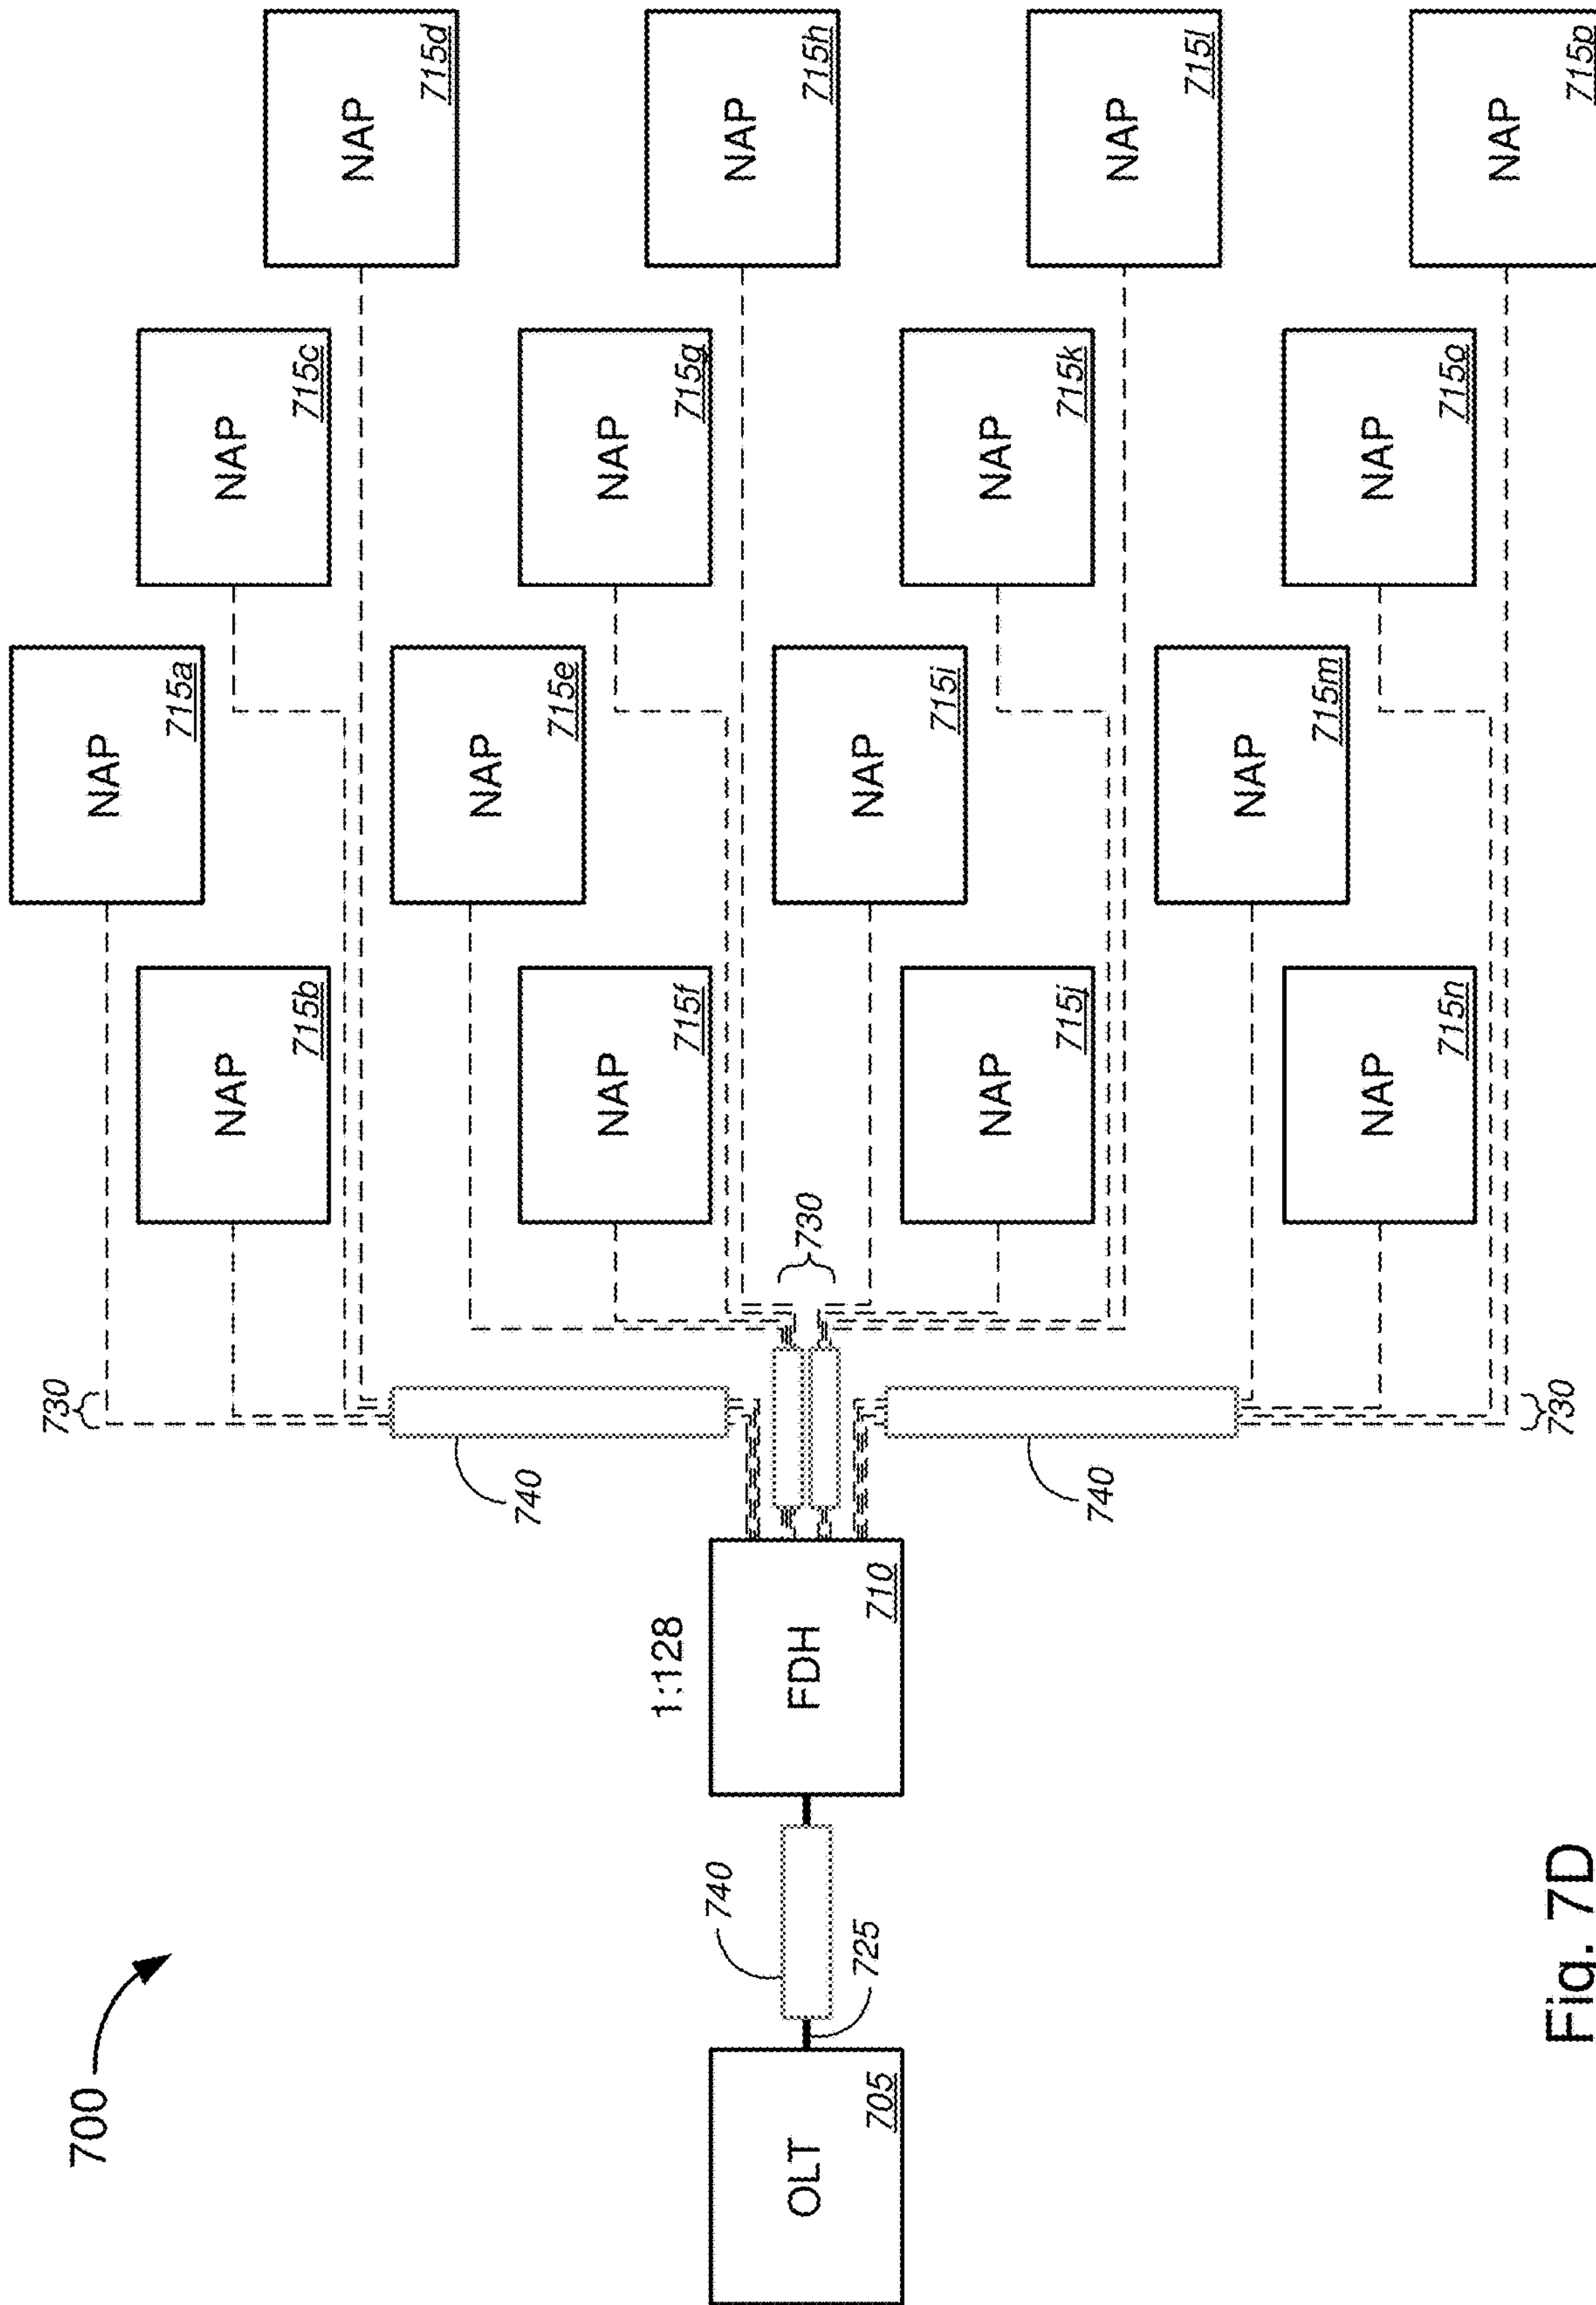 700
OLT
705
725
740
1:128
FDH
710
740
740
730
730
730
NAP
715a
NAP
715b
NAP
715c
NAP
715d
NAP
715e
NAP
715f
NAP
715g
NAP
715h
NAP
715i
NAP
715j
NAP
715k
NAP
715l
NAP
715m
NAP
715n
NAP
715o
NAP
715p
Fig. 7D